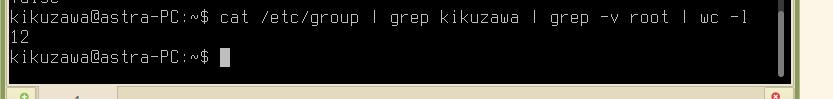 kikuzawa@astra-PC:~$ cat /etc/group | grep kikuzawa | grep -v root | wc -l
12
kikuzawa@astra-PC:~$